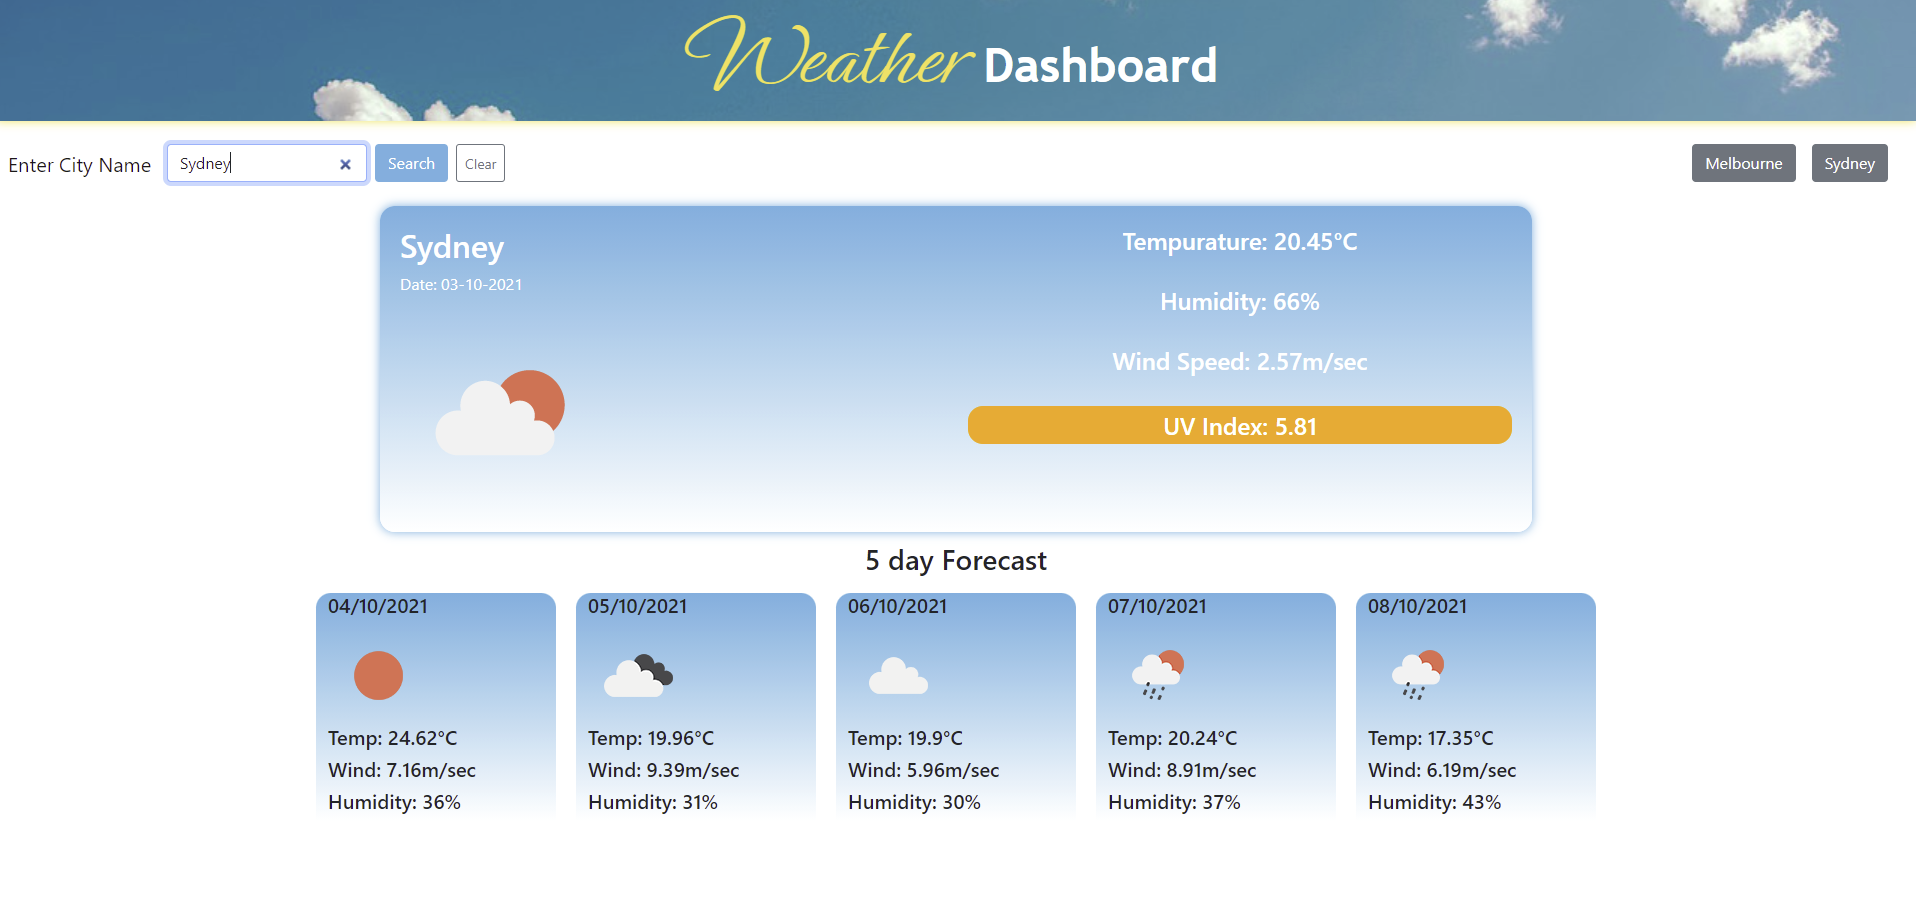 Weather Dashboard
Enter City Name
Sydney
Search
Clear
Melbourne
Sydney
Sydney
Date: 03-10-2021
Tempurature: 20.45°C
Humidity: 66%
Wind Speed: 2.57m/sec
UV Index: 5.81
5 day Forecast
04/10/2021
Temp: 24.62°C
Wind: 7.16m/sec
Humidity: 36%
05/10/2021
Temp: 19.96°C
Wind: 9.39m/sec
Humidity: 31%
06/10/2021
Temp: 19.9°C
Wind: 5.96m/sec
Humidity: 30%
07/10/2021
Temp: 20.24°C
Wind: 8.91m/sec
Humidity: 37%
08/10/2021
Temp: 17.35°C
Wind: 6.19m/sec
Humidity: 43%